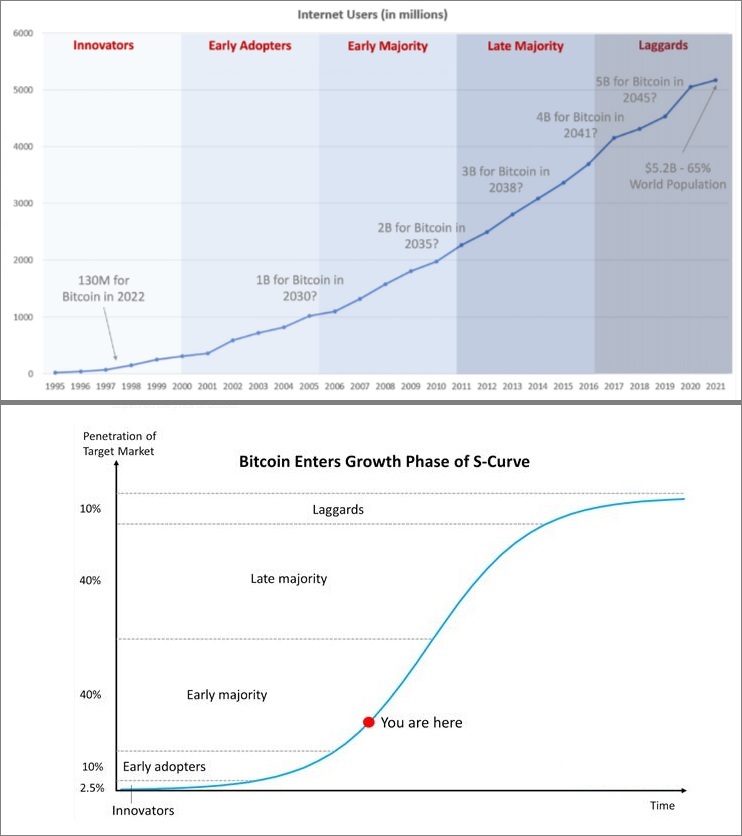 Internet Users (in millions)
Innovators
Early Adopters
Early Majority
Late Majority
Laggards
6000
5000
4000
3000
2000
1000
0
130M for
Bitcoin in 2022
1B for Bitcoin in
2030?
2B for Bitcoin in
2035?
3B for Bitcoin in
2038?
4B for Bitcoin in
2041?
5B for Bitcoin in
2045?
$5.2B - 65%
World Population
1995 1996 1997 1998 1999 2000 2001 2002 2003 2004 2005 2006 2007 2008 2009 2010 2011 2012 2013 2014 2015 2016 2017 2018 2019 2020 2021
Penetration of
Target Market
Bitcoin Enters Growth Phase of S-Curve
10%
Laggards
40%
Late majority
40%
Early majority
You are here
10%
Early adopters
2.5%
Innovators
Time